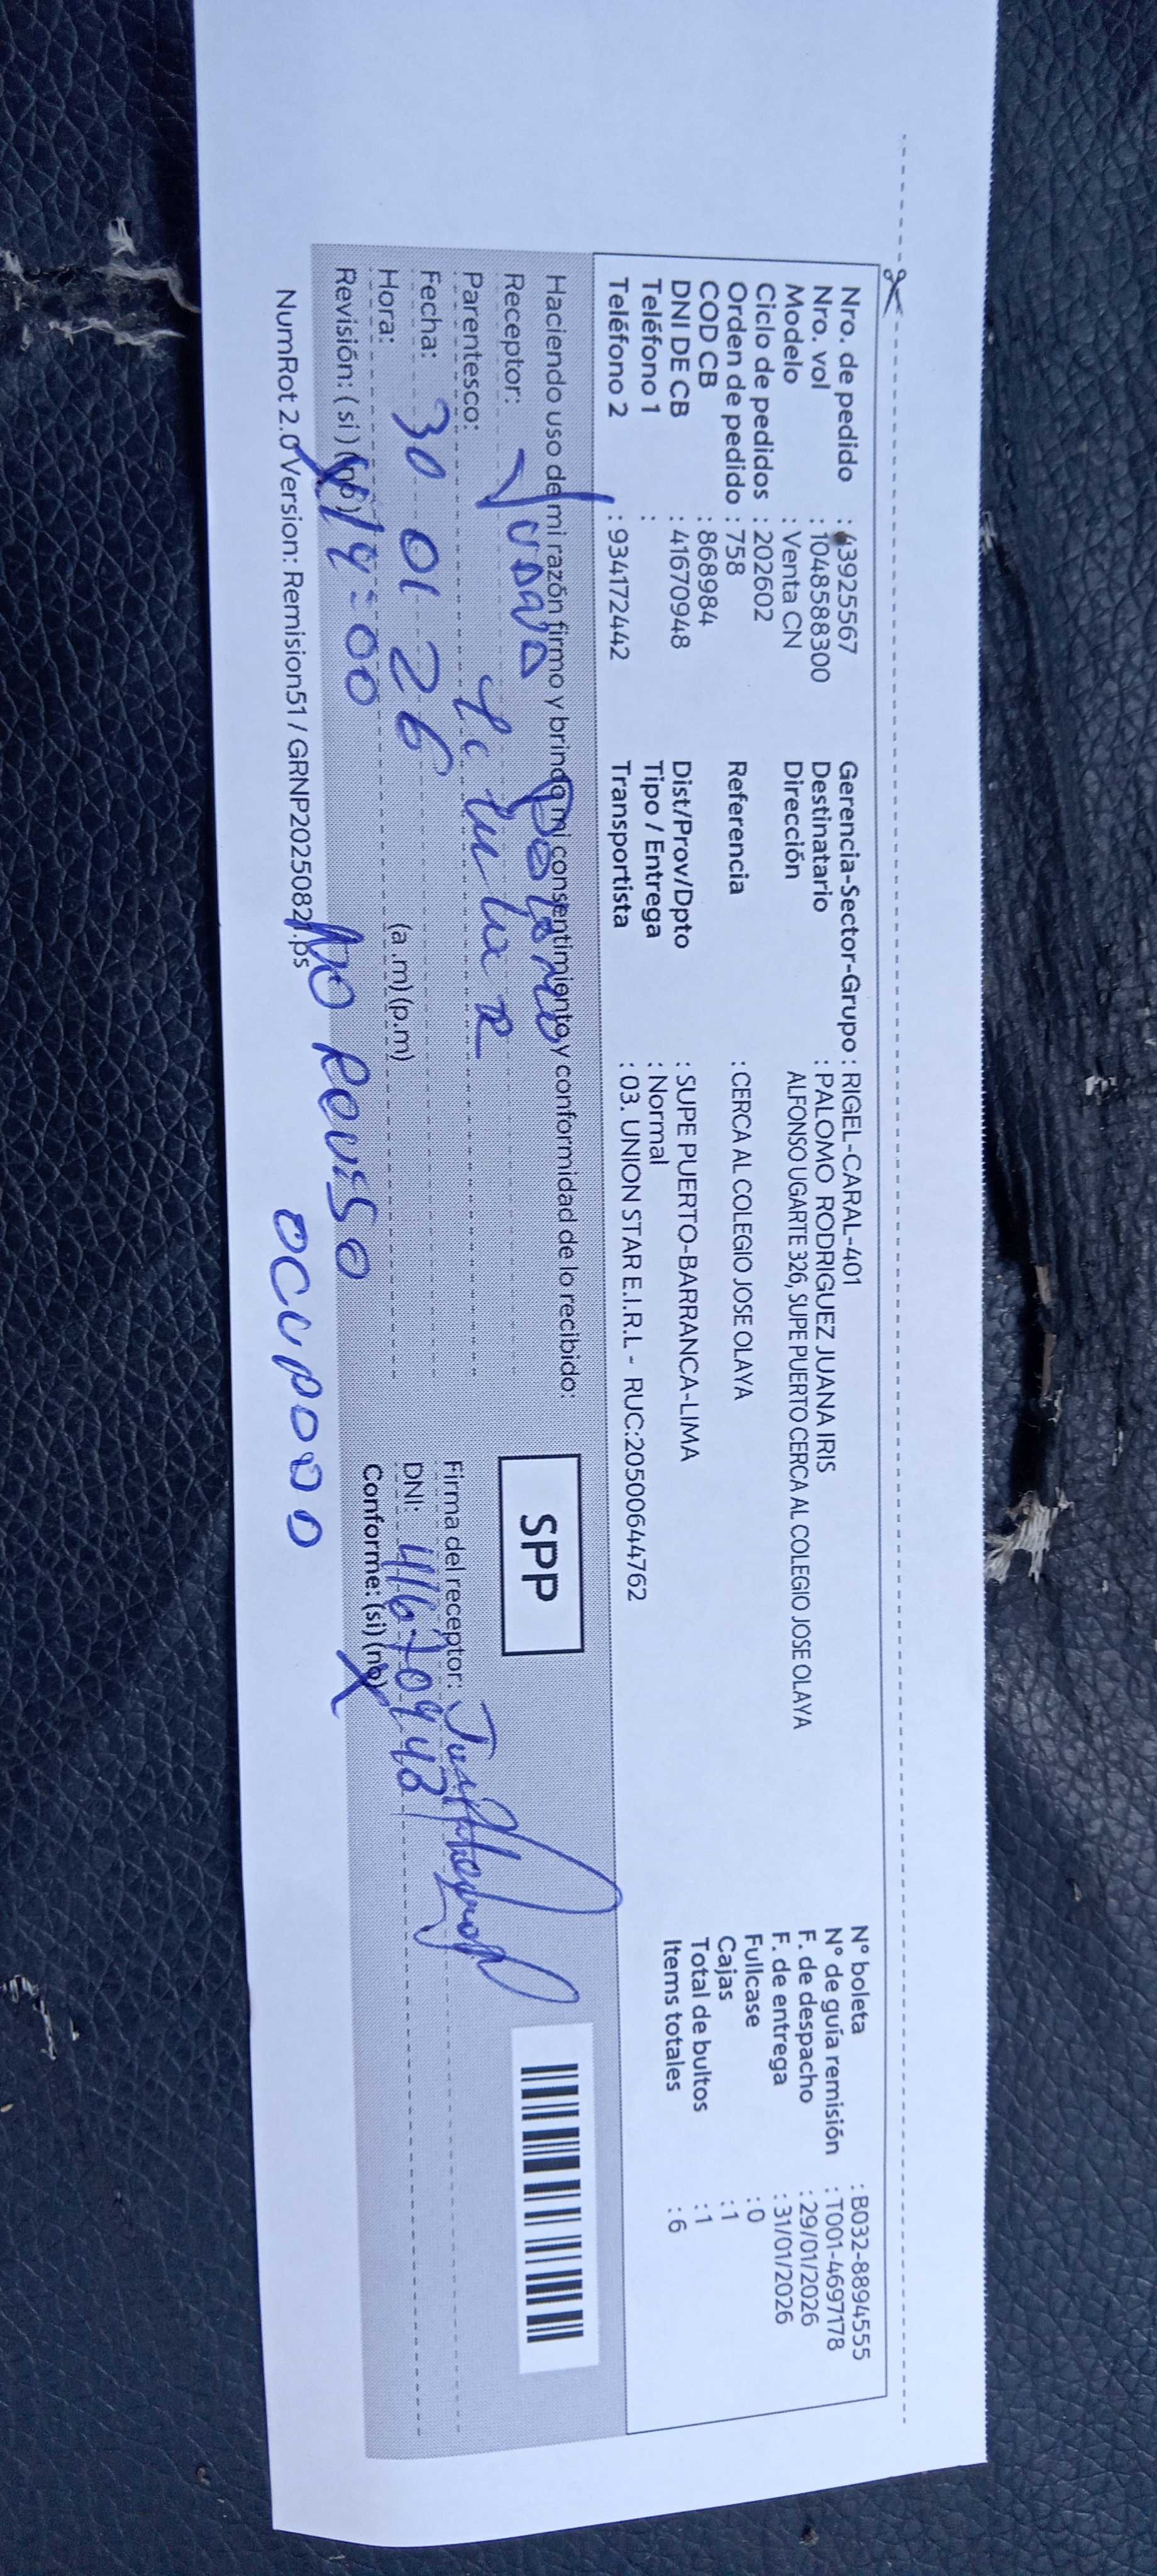 Nro. de pedido : 43925567
Nro. vol : 1048588300
Modelo : Venta CN
Ciclo de pedidos : 202602
Orden de pedido : 758
COD CB : 868984
DNI DE CB : 41670948
Teléfono 1 :
Teléfono 2 : 934172442
Gerencia-Sector-Grupo : RIGEL-CARAL-401
Destinatario : PALOMO RODRIGUEZ JUANA IRIS
Dirección ALFONSO UGARTE 326, SUPE PUERTO CERCA AL COLEGIO JOSE OLAYA
Referencia : CERCA AL COLEGIO JOSE OLAYA
Dist/Prov/Dpto : SUPE PUERTO-BARRANCA-LIMA
Tipo / Entrega : Normal
Transportista : 03. UNION STAR E.I.R.L - RUC:20500644762
N° boleta : B032-8894555
N° de guía remisión : T001-4697178
F. de despacho : 29/01/2026
F. de entrega : 31/01/2026
Fullcase : 0
Cajas : 1
Total de bultos : 1
Items totales : 6
Haciendo uso de mi razón firmo y brindo mi consentimiento y conformidad de lo recibido:
Receptor: Juana Palomo
Parentesco: titular
Fecha: 30 01 26
Hora: 14:00 (a.m) (p.m)
Revisión: (si) (no) NO Reviso
SPP
Firma del receptor:
DNI: 41670948
Conforme: (si) (no)
NumRot 2.0 Version: Remision51 / GRNP20250821.ps
ocupado